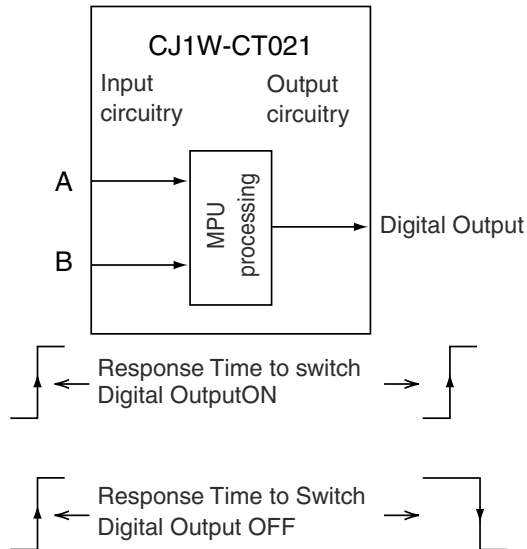 CJ1W-CT021
Input
circuitry
Output
circuitry
A
B
MPU
processing
Digital Output
Response Time to switch
Digital OutputON
Response Time to Switch
Digital Output OFF